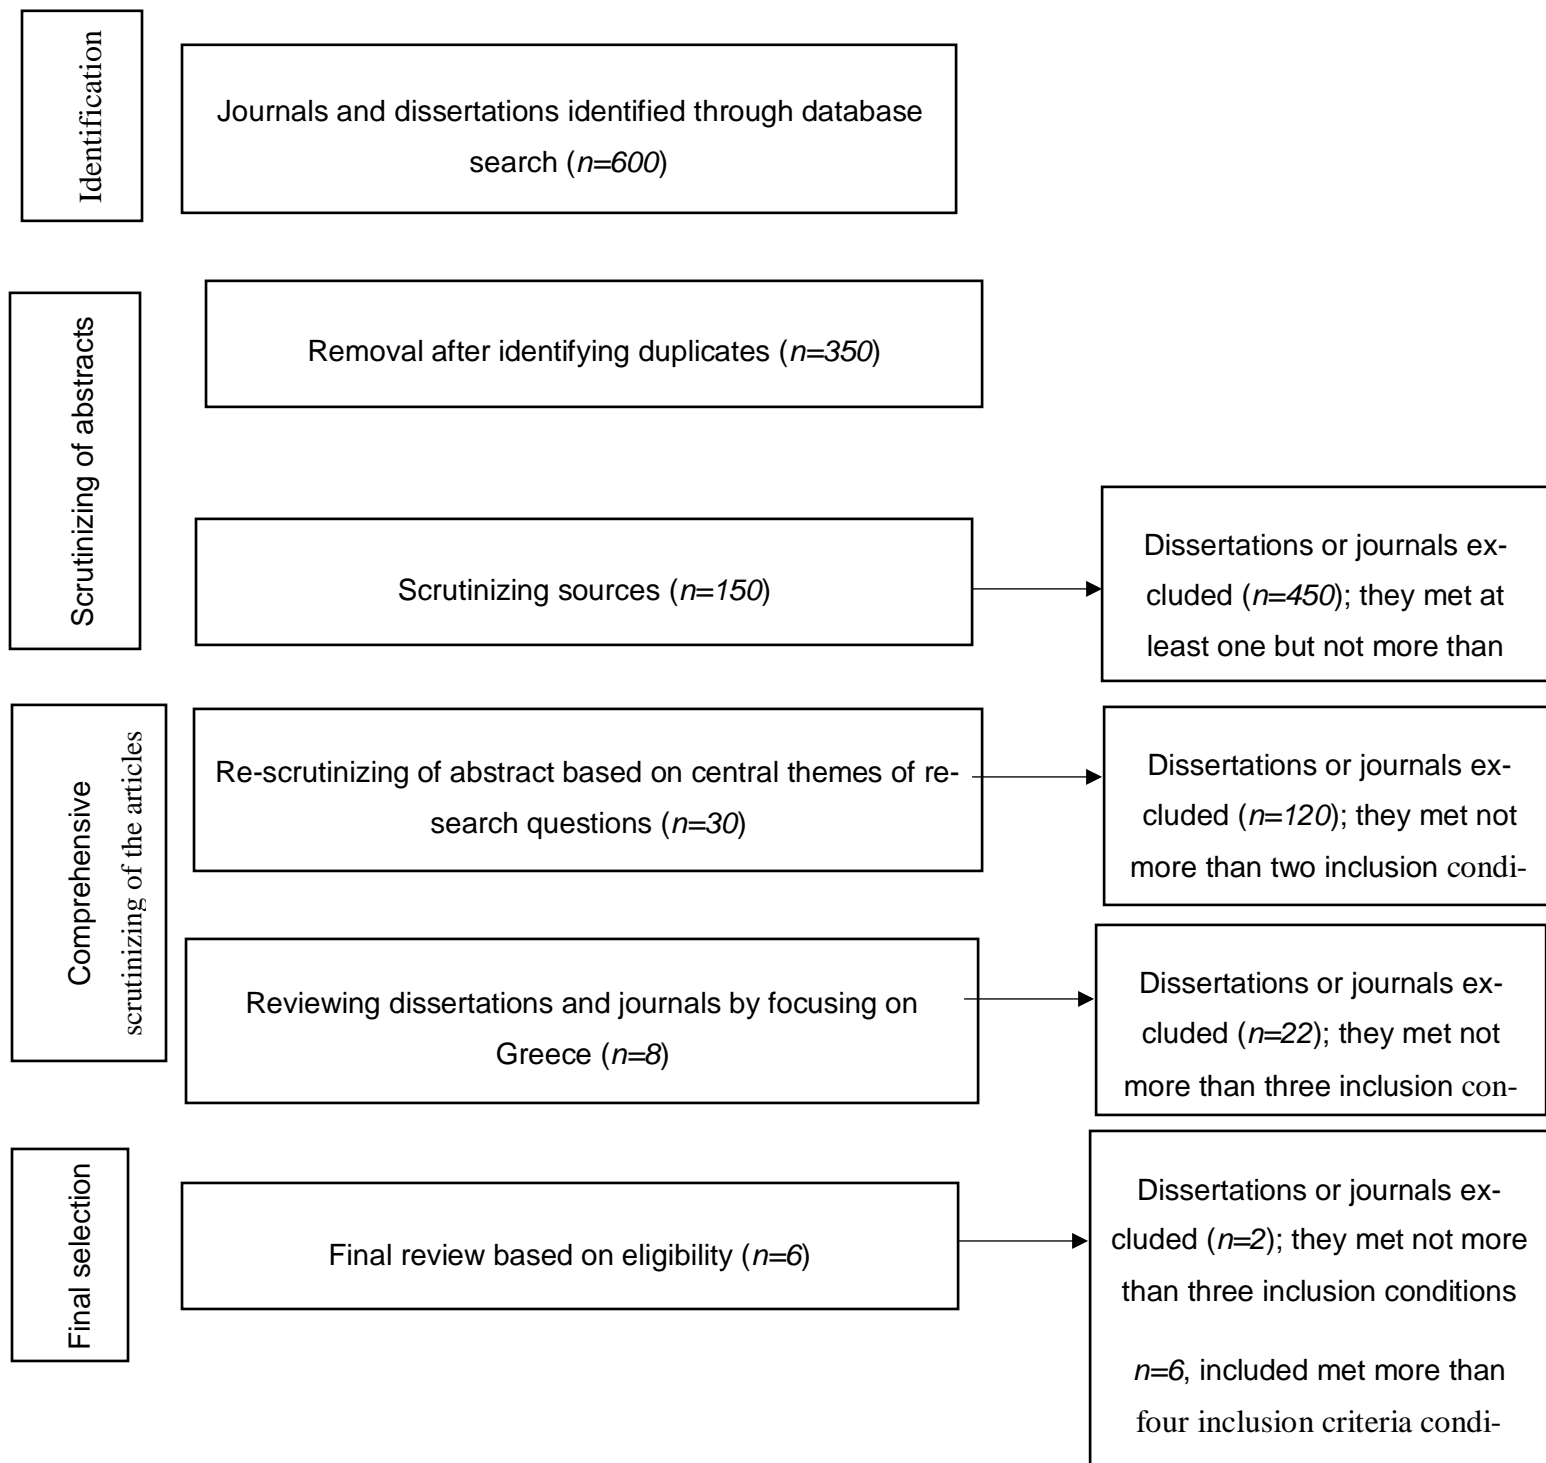 Identification
Journals and dissertations identified through database
search (n=600)
Scrutinizing of abstracts
Removal after identifying duplicates (n=350)
Scrutinizing sources (n=150)
Dissertations or journals ex-
cluded (n=450); they met at
least one but not more than
Comprehensive
scrutinizing of the articles
Re-scrutinizing of abstract based on central themes of re-
search questions (n=30)
Dissertations or journals ex-
cluded (n=120); they met not
more than two inclusion condi-
Reviewing dissertations and journals by focusing on
Greece (n=8)
Dissertations or journals ex-
cluded (n=22); they met not
more than three inclusion con-
Final selection
Final review based on eligibility (n=6)
Dissertations or journals ex-
cluded (n=2); they met not more
than three inclusion conditions
n=6, included met more than
four inclusion criteria condi-